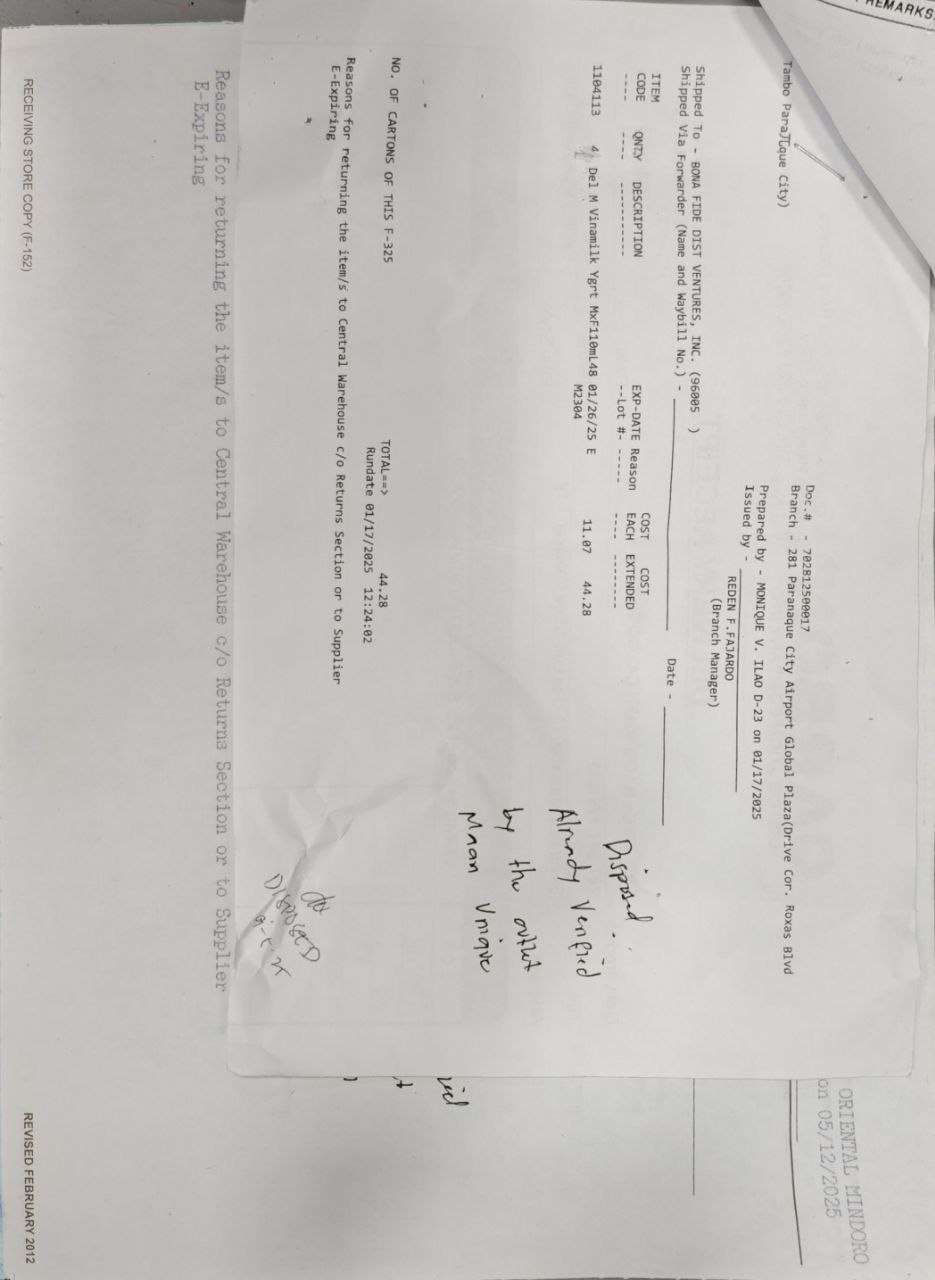 REMARKS
Doc.# - 702812500017
Branch - 281 Paranaque City Airport Global Plaza(Drive Cor. Roxas Blvd
Tambo Para Lque City)
Prepared by - MONIQUE V. ILAO D-23 on 01/17/2025
Issued by -
REDEN F.FAJARDO
(Branch Manager)
Shipped To - BONA FIDE DIST VENTURES, INC. (96005 )
Shipped Via Forwarder (Name and Waybill No.) - Date -
ITEM EXP-DATE Reason COST COST
CODE QNTY DESCRIPTION --Lot #- ----- EACH EXTENDED
---- ---- ----------- ---- --------
1104113 4 Del M Vinamilk Ygrt MxF110mL48 01/26/25 E 11.07 44.28
M2304
TOTAL==> 44.28
NO. OF CARTONS OF THIS F-325 Rundate 01/17/2025 12:24:02
Reasons for returning the item/s to Central Warehouse c/o Returns Section or to Supplier
E-Expiring
Disposed.
Already Verified
by the outlet
Maam Vnique
DISPOSED
ORIENTAL MINDORO
on 05/12/2025
Reasons for returning the item/s to Central Warehouse c/o Returns Section or to Supplier
E-Expiring
RECEIVING STORE COPY (F-152) REVISED FEBRUARY 2012